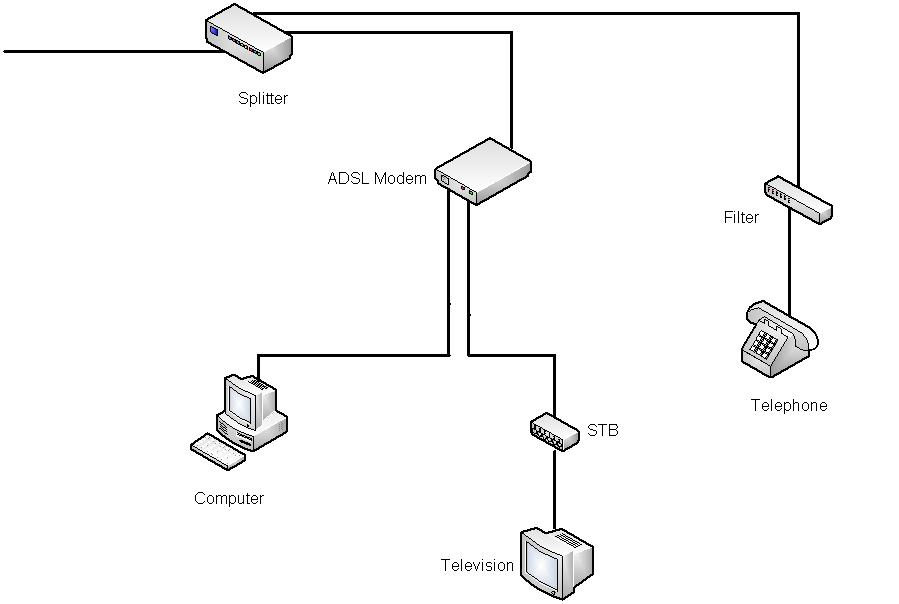 Splitter
ADSL Modem
Filter
Telephone
STB
Computer
Television